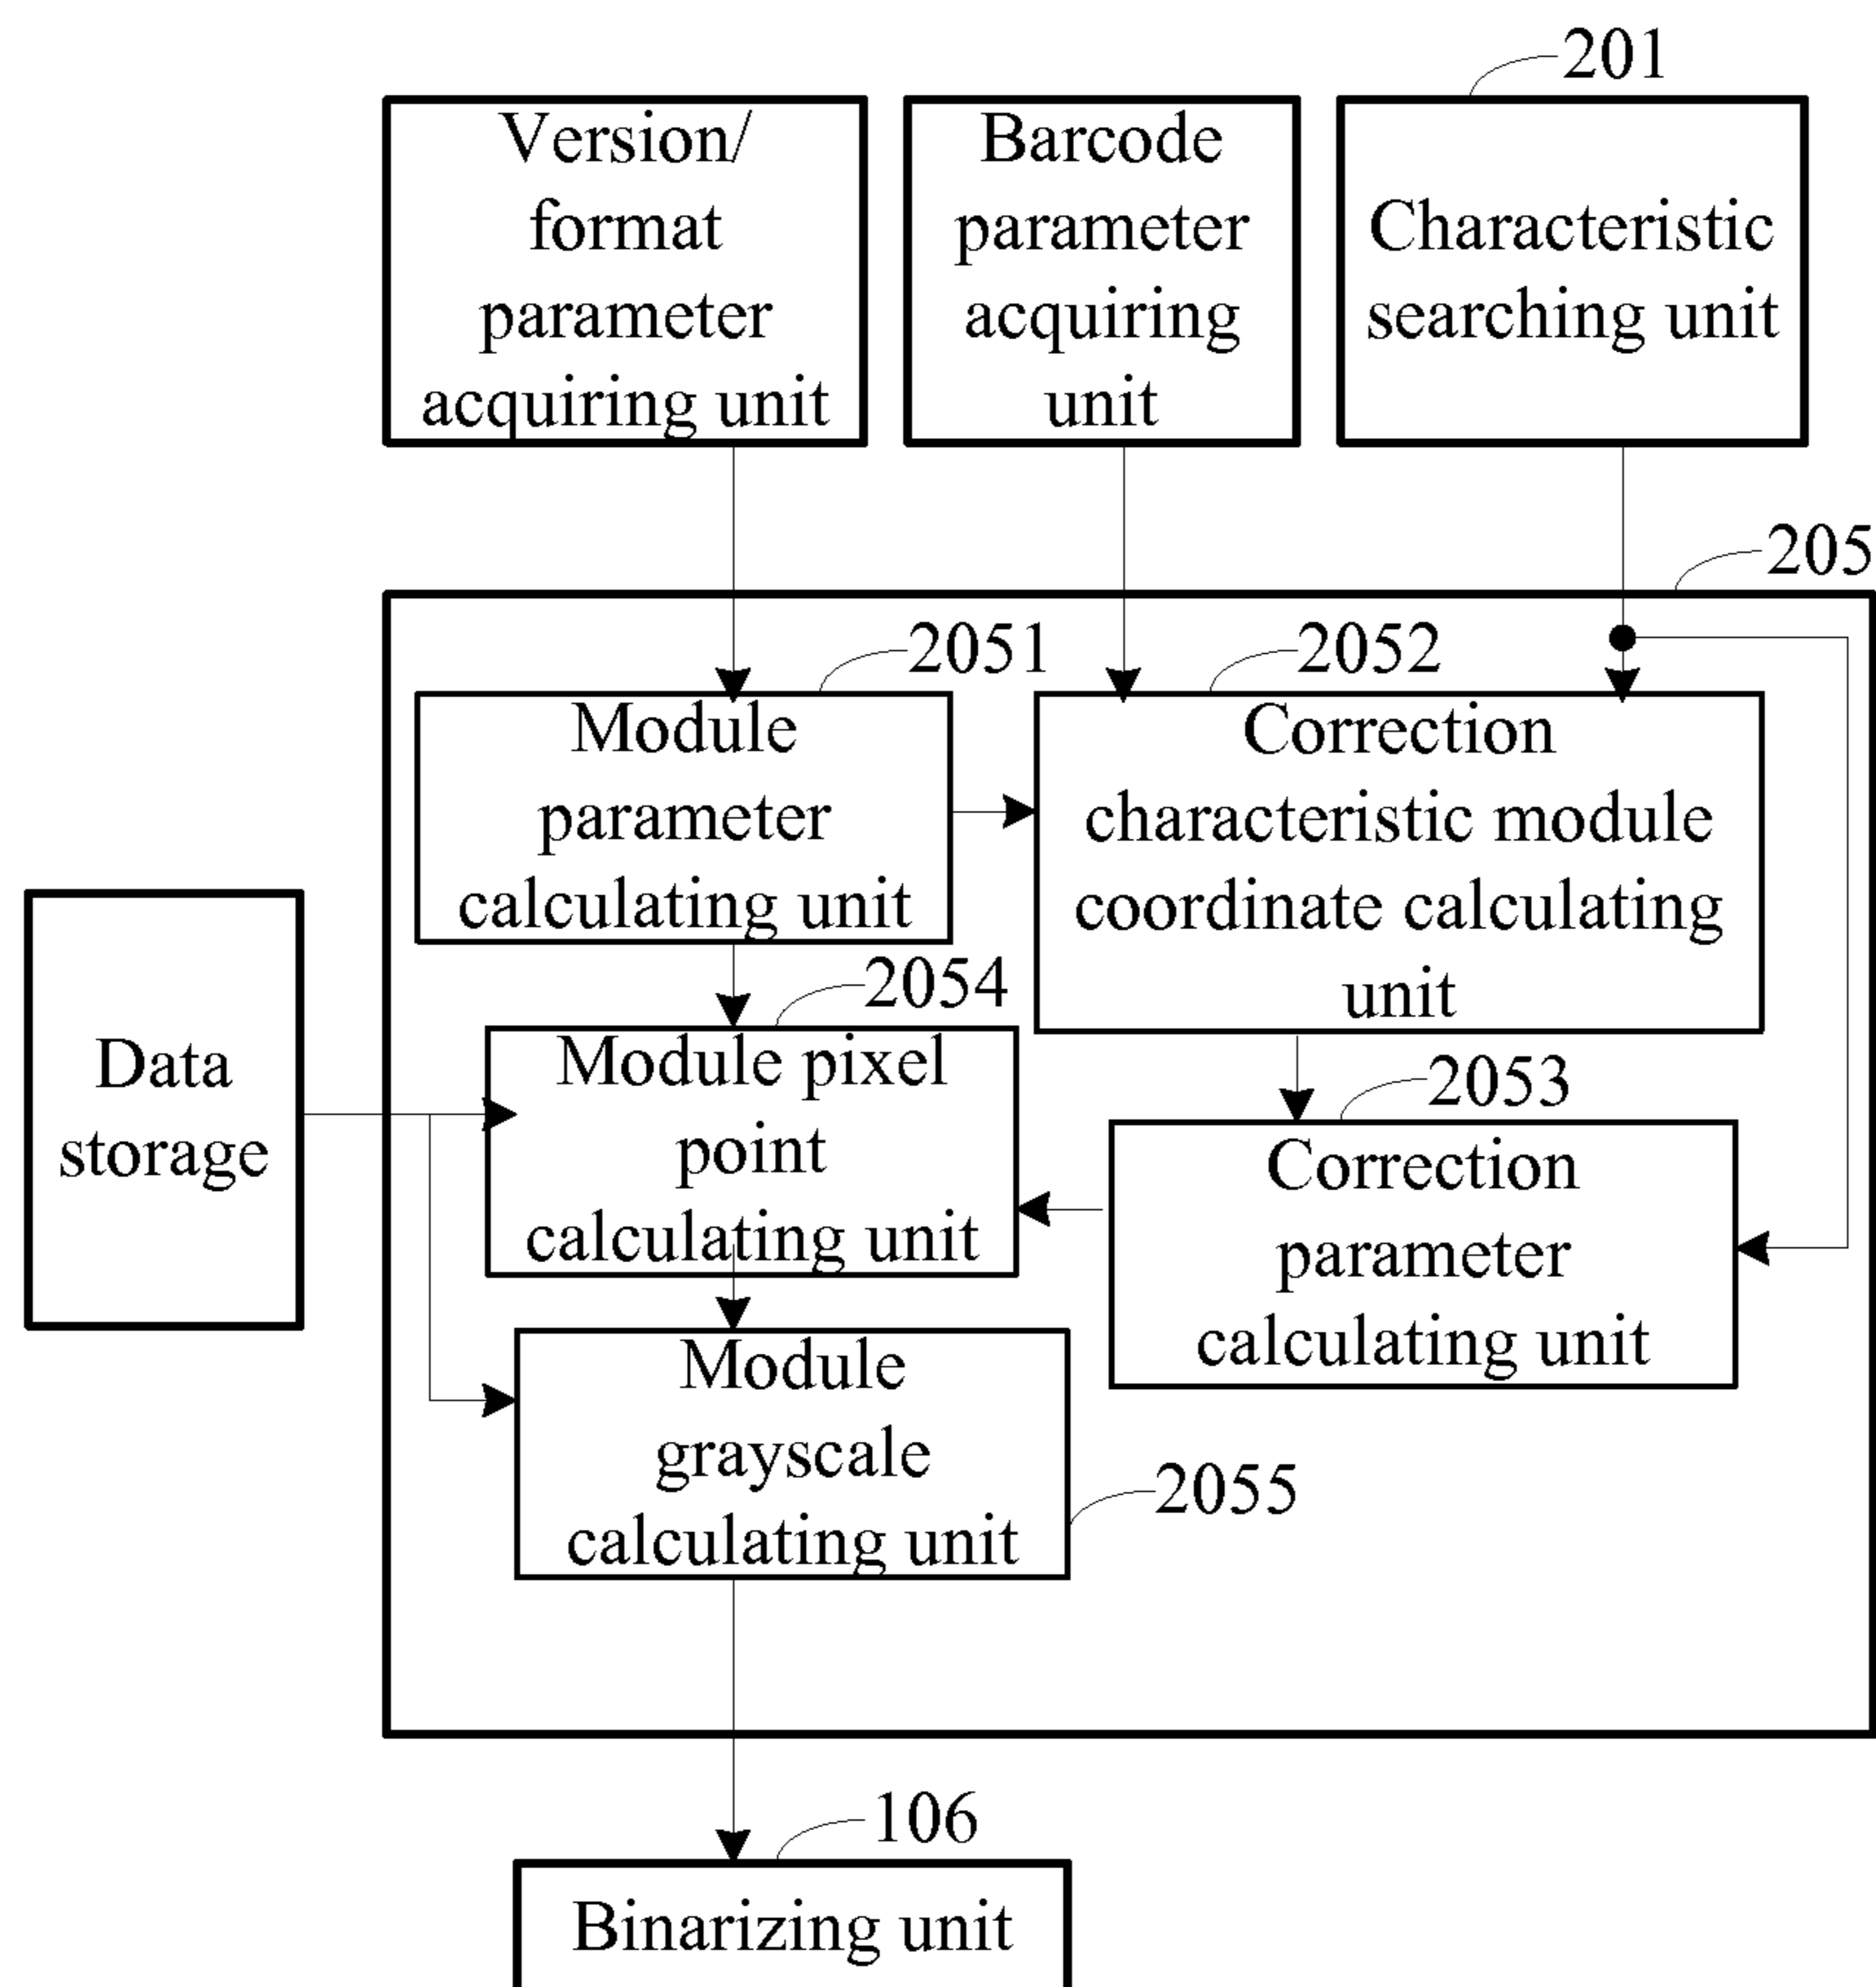 201
Version/
format
parameter
acquiring unit
Barcode
parameter
acquiring
unit
Characteristic
searching unit
205
2051
2052
Module
parameter
calculating unit
Correction
characteristic module
coordinate calculating
unit
Data
storage
2054
Module pixel
point
calculating unit
2053
Correction
parameter
calculating unit
Module
grayscale
calculating unit
2055
106
Binarizing unit